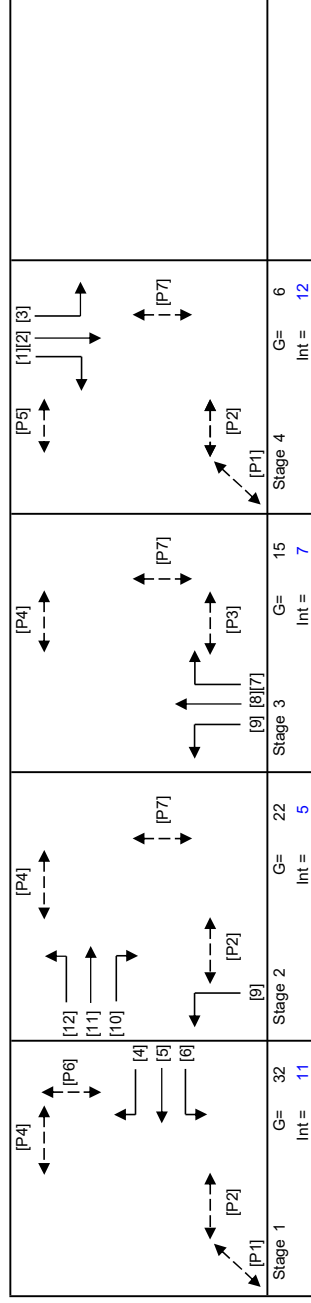 [P4]
[P6]
[4]
[5]
[6]
[P2]
[P1]
Stage 1 G= 32
Int = 11
[P4]
[12]
[11]
[10]
[P7]
[P2]
[9]
Stage 2 G= 22
Int = 5
[P4]
[P7]
[P3]
[9] [8][7]
Stage 3 G= 15
Int = 7
[P5]
[1][2] [3]
[P7]
[P2]
[P1]
Stage 4 G= 6
Int = 12